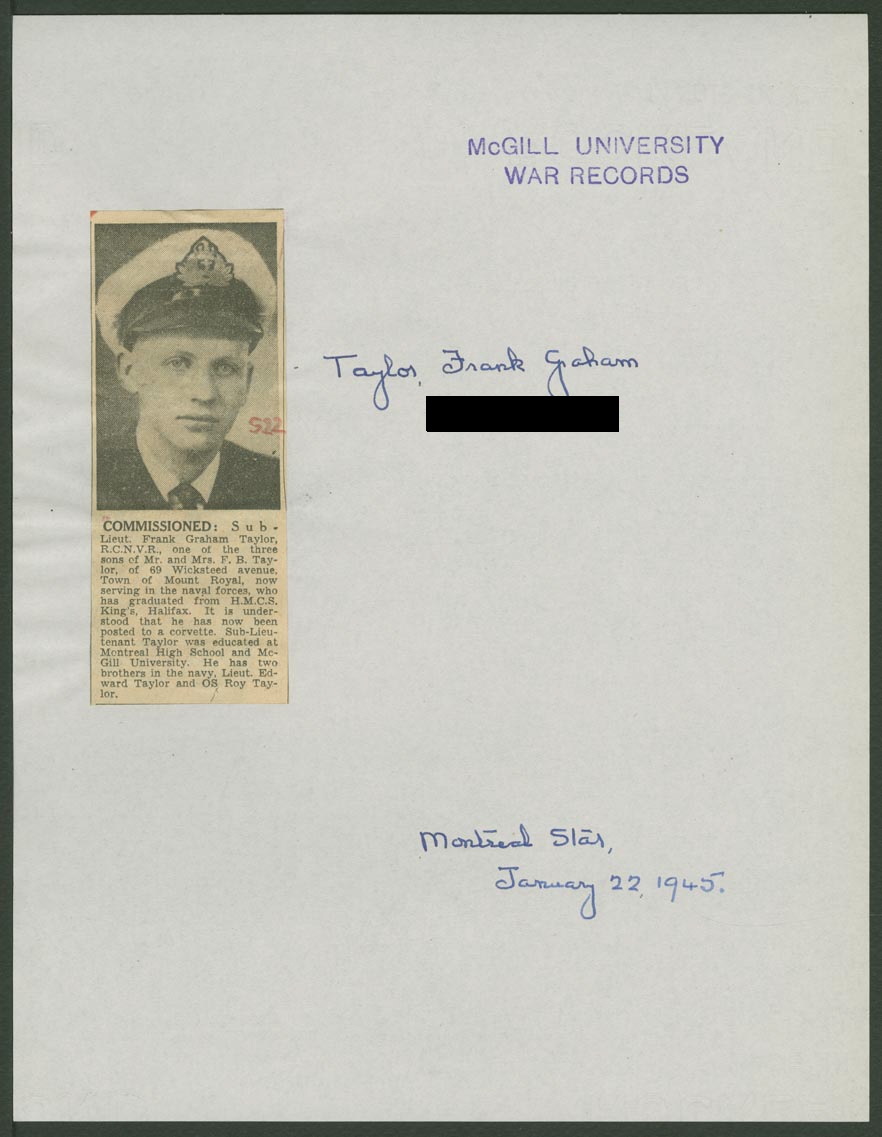 McGILL UNIVERSITY
WAR RECORDS
Taylor, Frank Graham
S22
COMMISSIONED: Sub-
Lieut. Frank Graham Taylor,
R.C.N.V.R., one of the three
sons of Mr. and Mrs. F. B. Tay-
lor, of 69 Wicksteed avenue,
Town of Mount Royal, now
serving in the naval forces, who
has graduated from H.M.C.S.
King's, Halifax. It is under-
stood that he has now been
posted to a corvette. Sub-Lieu-
tenant Taylor was educated at
Montreal High School and Mc-
Gill University. He has two
brothers in the navy, Lieut. Ed-
ward Taylor and OS Roy Tay-
lor.
Montreal Star,
January 22, 1945.